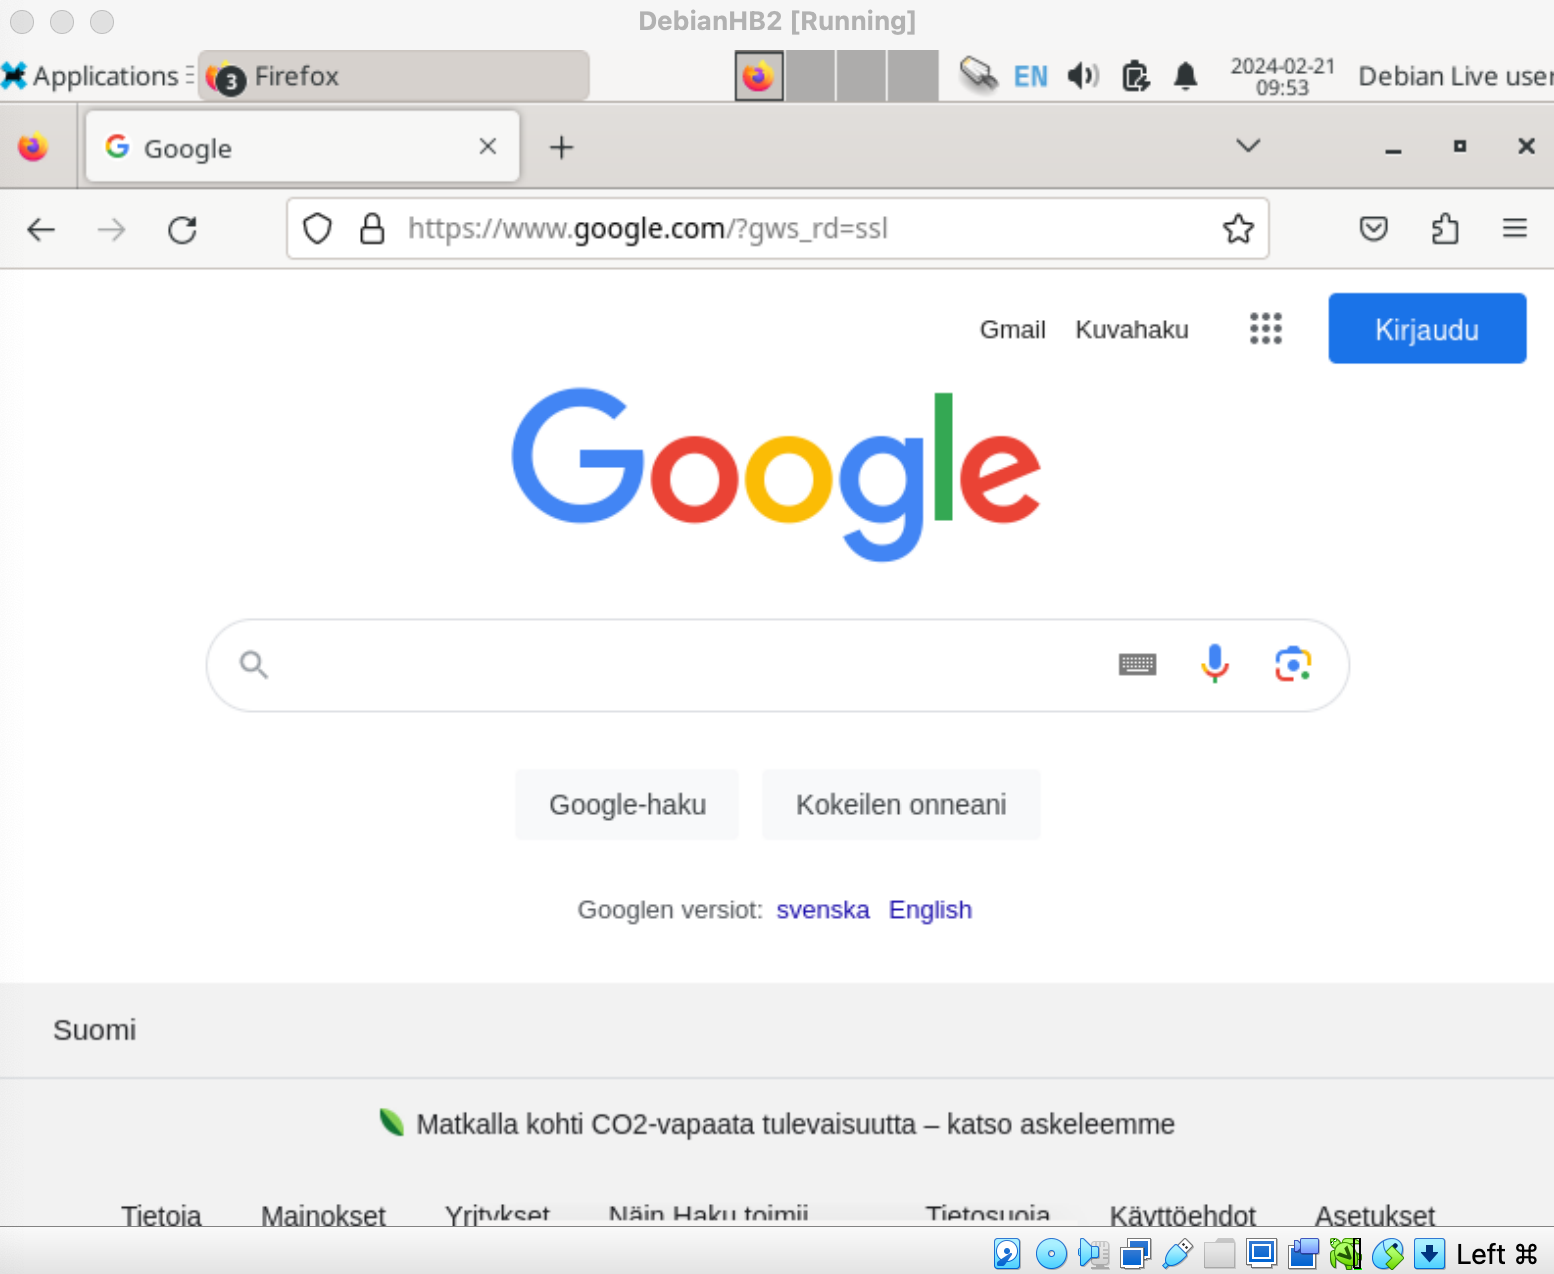 DebianHB2 [Running]
Applications
3 Firefox
EN
2024-02-21
09:53
Debian Live user
Google
https://www.google.com/?gws_rd=ssl
Gmail Kuvahaku Kirjaudu
Google
Google-haku Kokeilen onneani
Googlen versiot: svenska English
Suomi
Matkalla kohti CO2-vapaata tulevaisuutta – katso askeleemme
Tietoja Mainokset Yritykset Näin Haku toimii Tietosuoja Käyttöehdot Asetukset
Left ⌘